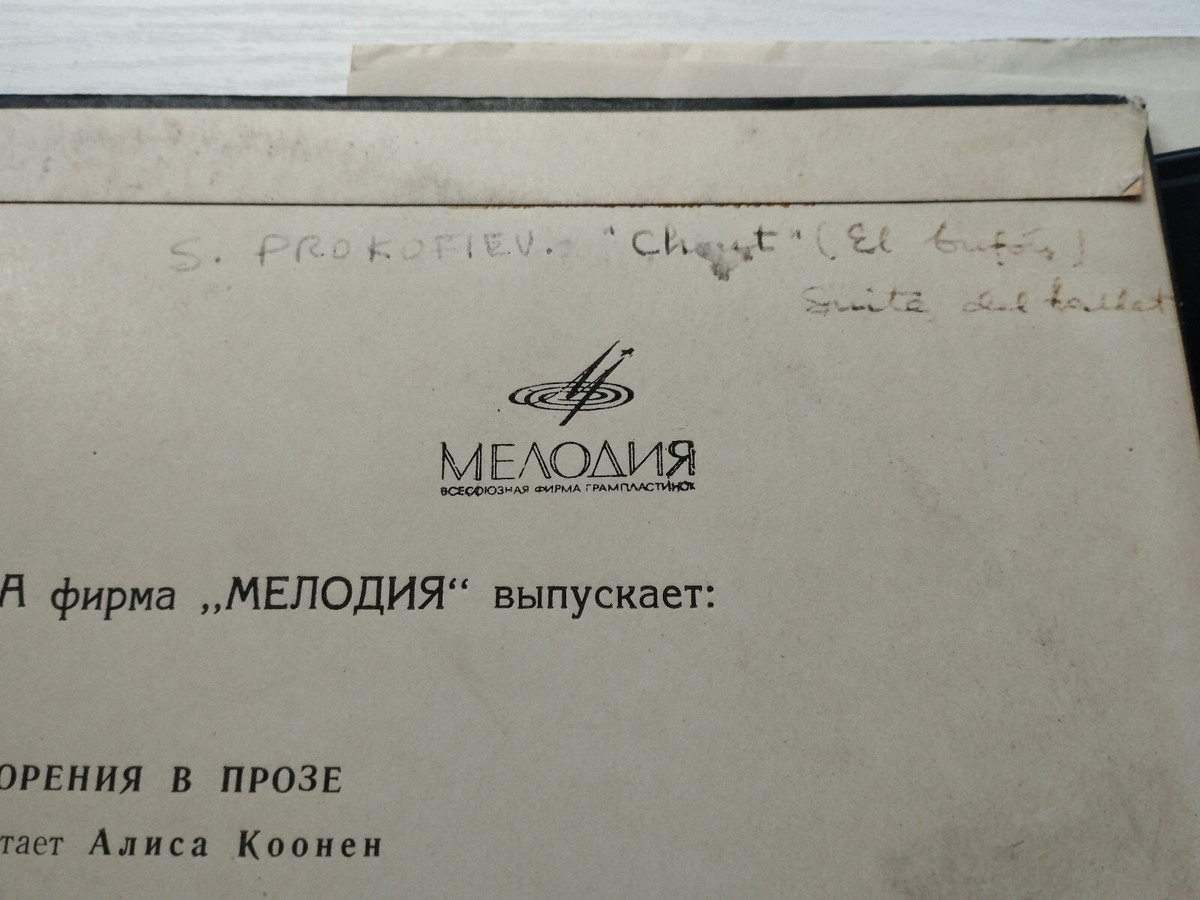 S. PROKOFIEV. "Chout" (El bufón)
Suite del ballet
МЕЛОДИЯ
ВСЕСОЮЗНАЯ ФИРМА ГРАМПЛАСТИНОК
А фирма „МЕЛОДИЯ“ выпускает:
ОРЕНИЯ В ПРОЗЕ
тает Алиса Коонен